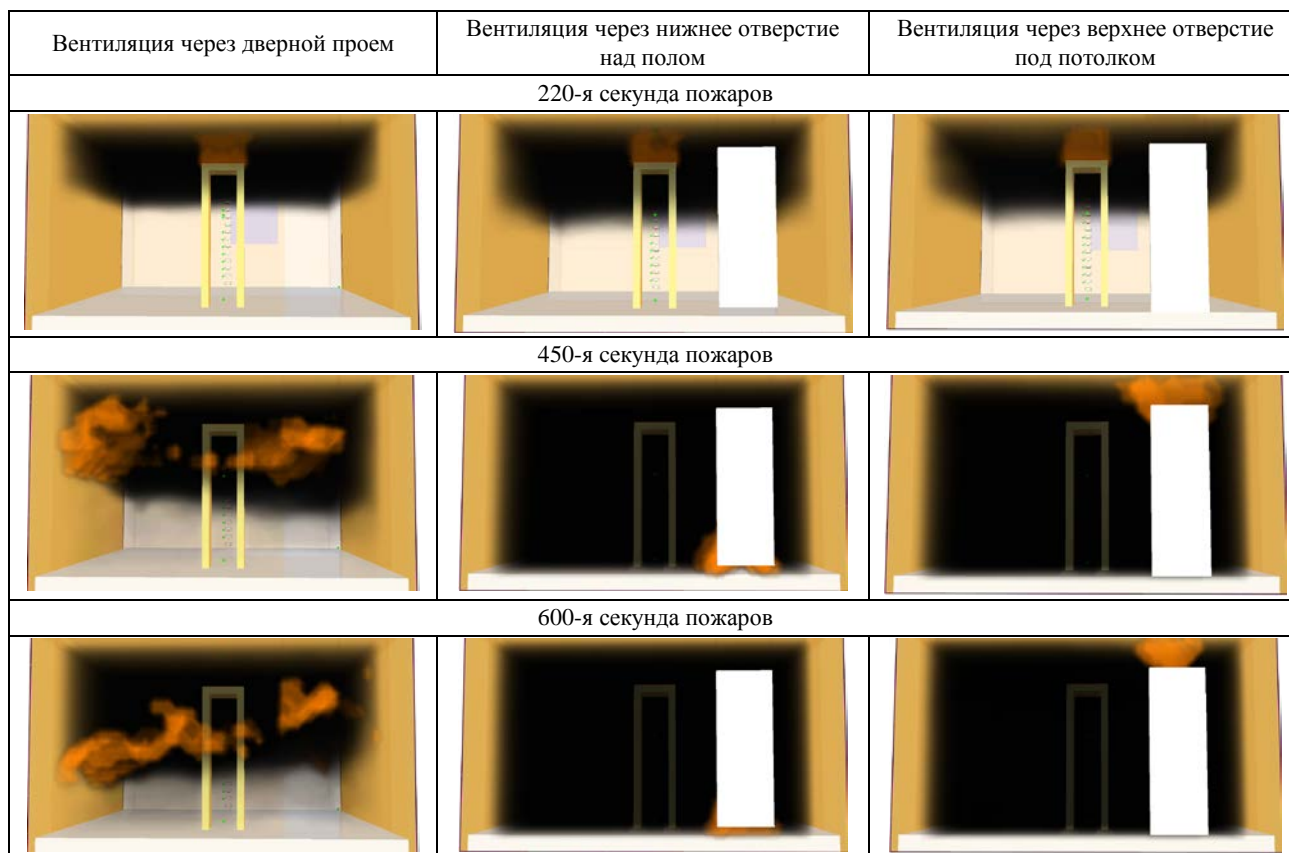 Вентиляция через дверной проем
Вентиляция через нижнее отверстие
над полом
Вентиляция через верхнее отверстие
под потолком
220-я секунда пожаров
450-я секунда пожаров
600-я секунда пожаров